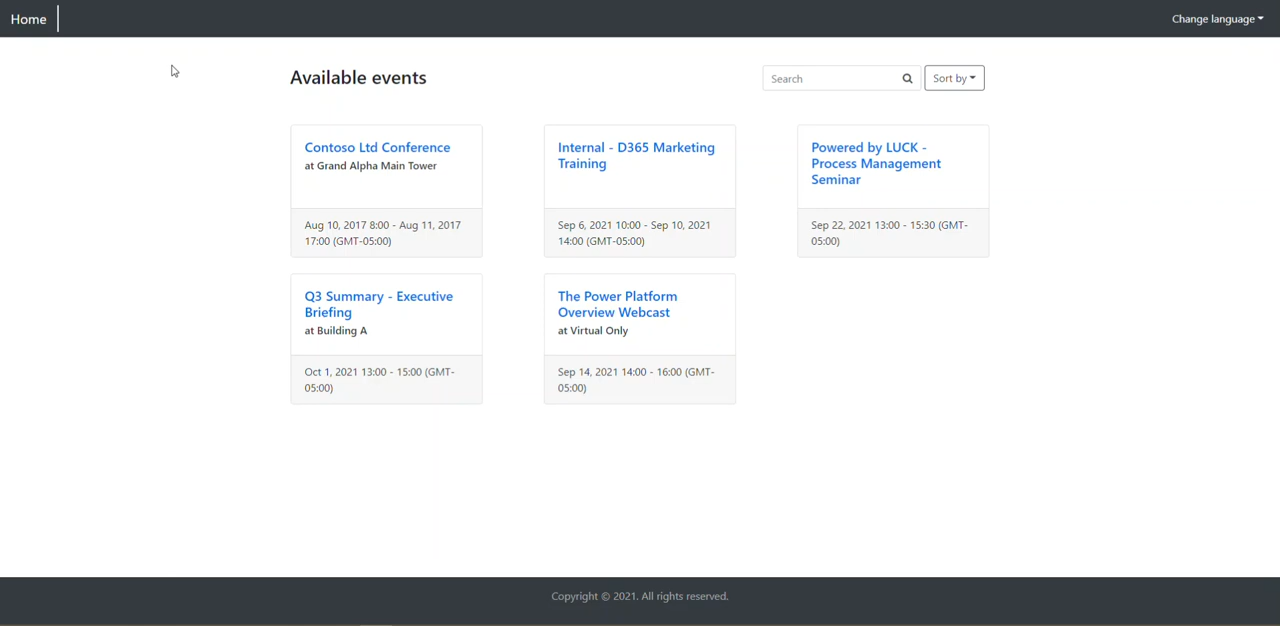 Home
Change language
Available events
Search
Sort by
Contoso Ltd Conference
at Grand Alpha Main Tower
Aug 10, 2017 8:00 - Aug 11, 2017
17:00 (GMT-05:00)
Internal - D365 Marketing
Training
Sep 6, 2021 10:00 - Sep 10, 2021
14:00 (GMT-05:00)
Powered by LUCK -
Process Management
Seminar
Sep 22, 2021 13:00 - 15:30 (GMT-
05:00)
Q3 Summary - Executive
Briefing
at Building A
Oct 1, 2021 13:00 - 15:00 (GMT-
05:00)
The Power Platform
Overview Webcast
at Virtual Only
Sep 14, 2021 14:00 - 16:00 (GMT-
05:00)
Copyright © 2021. All rights reserved.